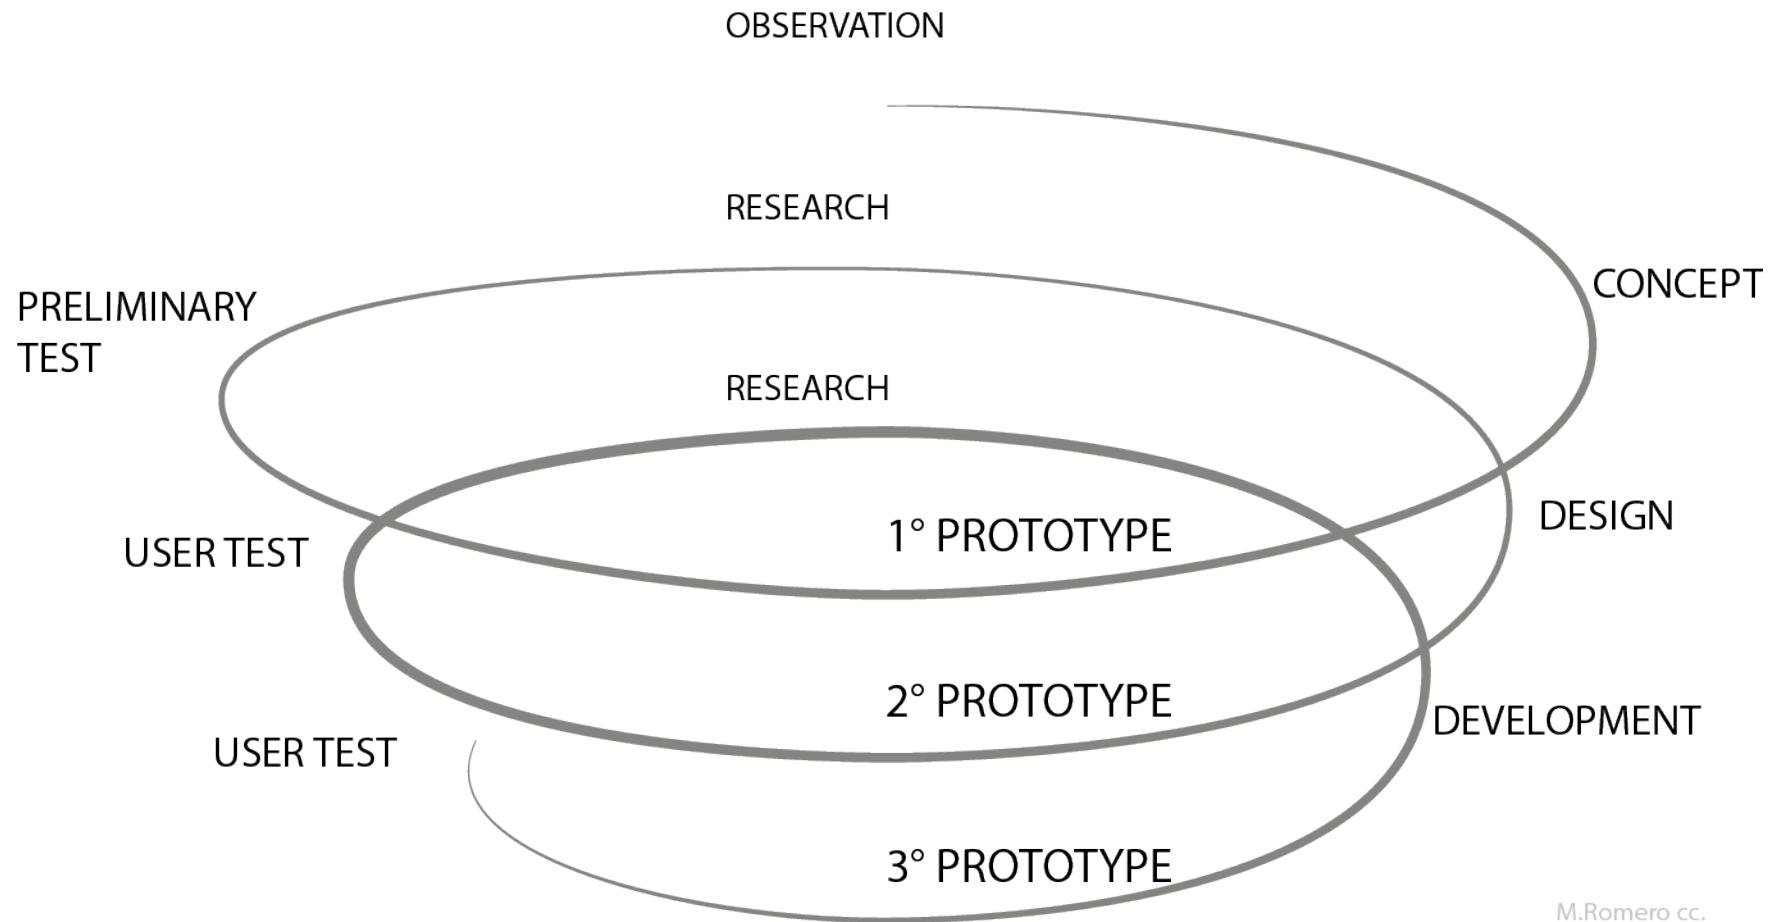 OBSERVATION
RESEARCH
CONCEPT
PRELIMINARY
TEST
RESEARCH
DESIGN
1° PROTOTYPE
USER TEST
2° PROTOTYPE
DEVELOPMENT
USER TEST
3° PROTOTYPE
M.Romero cc.